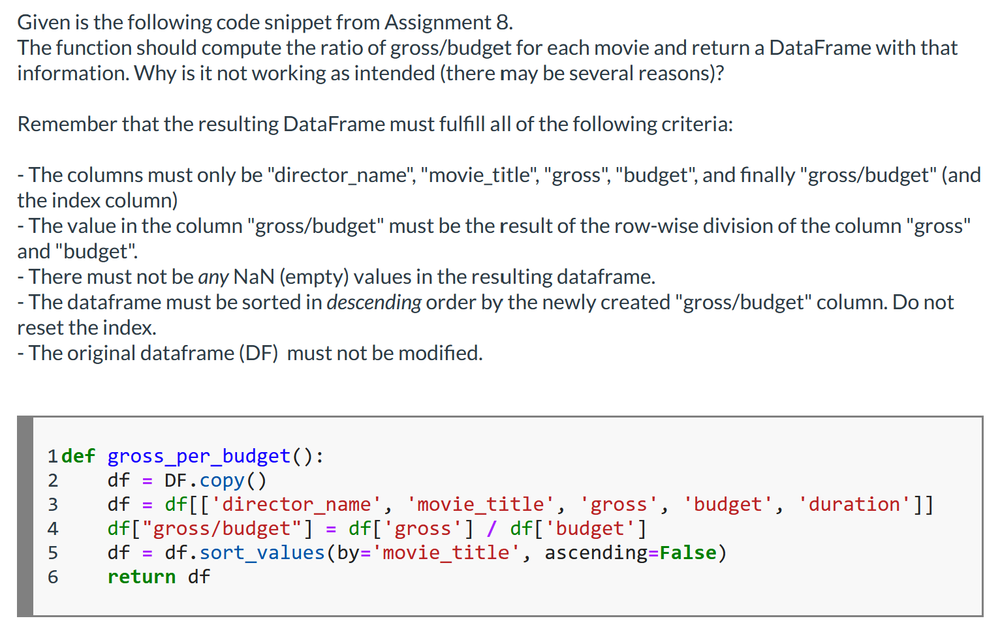 Given is the following code snippet from Assignment 8.
The function should compute the ratio of gross/budget for each movie and return a DataFrame with that
information. Why is it not working as intended (there may be several reasons)?
Remember that the resulting DataFrame must fulfill all of the following criteria:
- The columns must only be "director_name", "movie_title", "gross", "budget", and finally "gross/budget" (and
the index column)
- The value in the column "gross/budget" must be the result of the row-wise division of the column "gross"
and "budget".
- There must not be any NaN (empty) values in the resulting dataframe.
- The dataframe must be sorted in descending order by the newly created "gross/budget" column. Do not
reset the index.
- The original dataframe (DF)  must not be modified.
1 def gross_per_budget():
2     df = DF.copy()
3     df = df[['director_name', 'movie_title', 'gross', 'budget', 'duration']]
4     df["gross/budget"] = df['gross'] / df['budget']
5     df = df.sort_values(by='movie_title', ascending=False)
6     return df